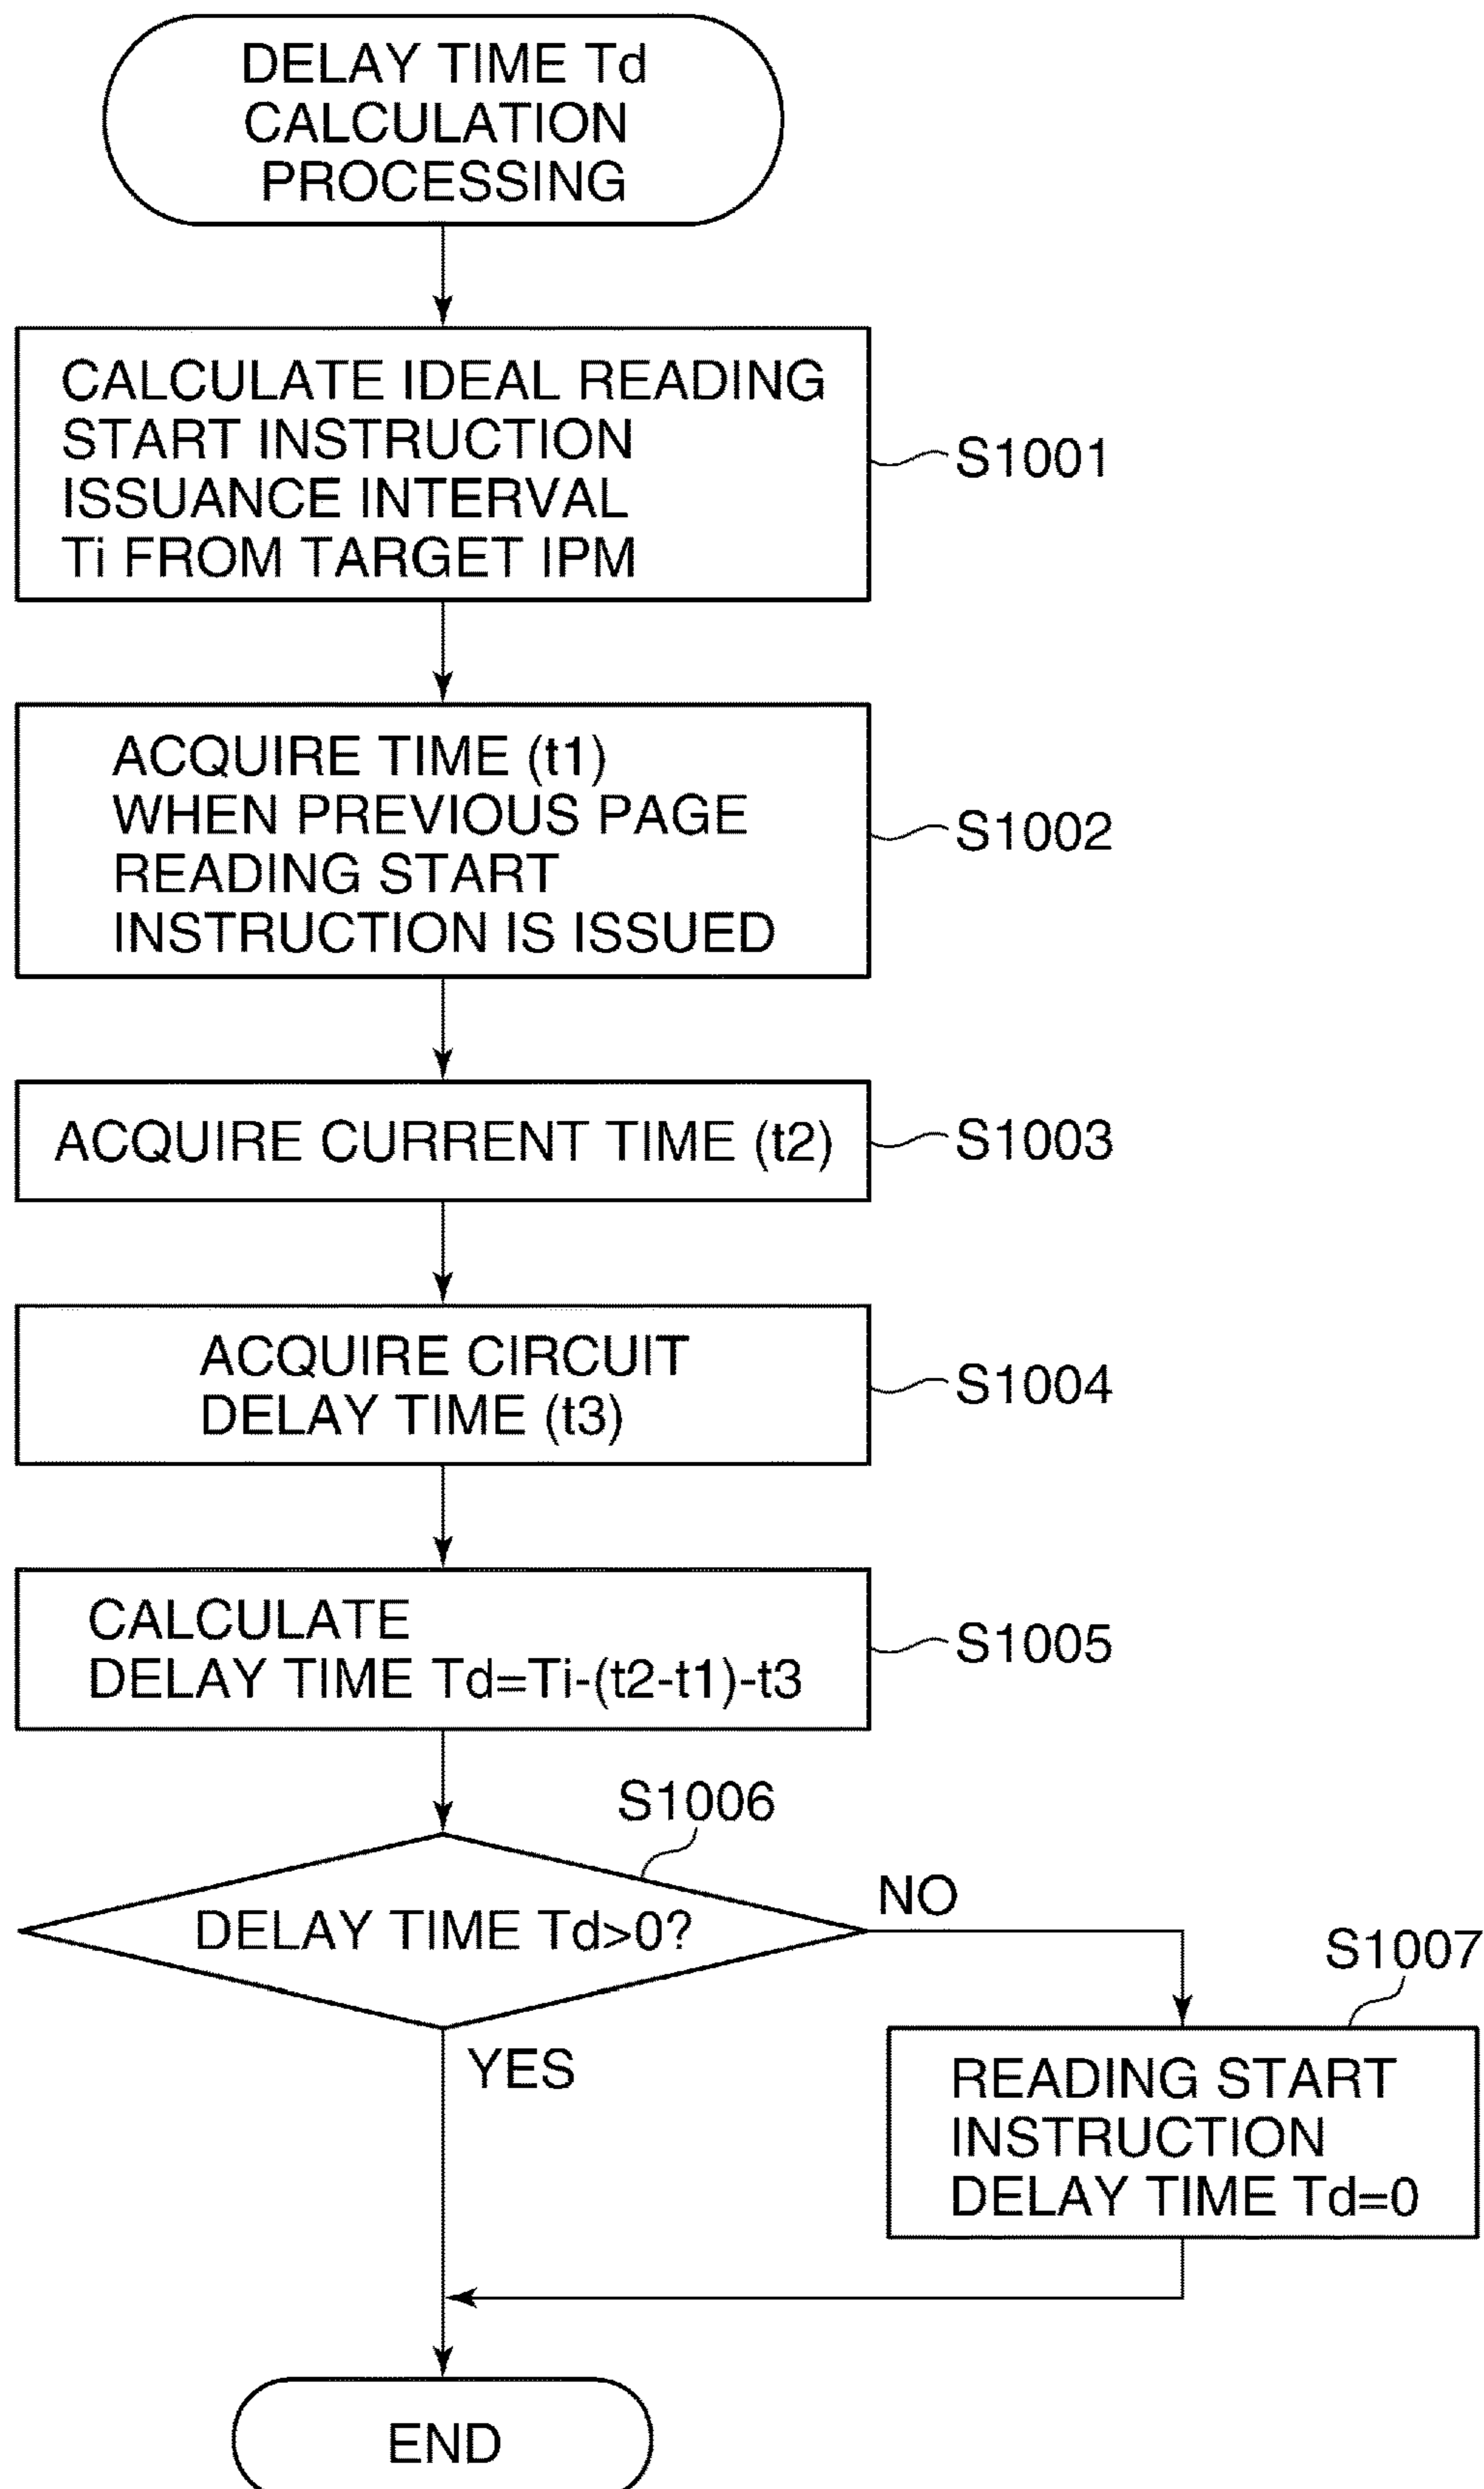 DELAY TIME Td
CALCULATION
PROCESSING
CALCULATE IDEAL READING
START INSTRUCTION
ISSUANCE INTERVAL
Ti FROM TARGET IPM
S1001
ACQUIRE TIME (t1)
WHEN PREVIOUS PAGE
READING START
INSTRUCTION IS ISSUED
S1002
ACQUIRE CURRENT TIME (t2)
S1003
ACQUIRE CIRCUIT
DELAY TIME (t3)
S1004
CALCULATE
DELAY TIME Td=Ti-(t2-t1)-t3
S1005
S1006
DELAY TIME Td>0?
NO
S1007
YES
READING START
INSTRUCTION
DELAY TIME Td=0
END